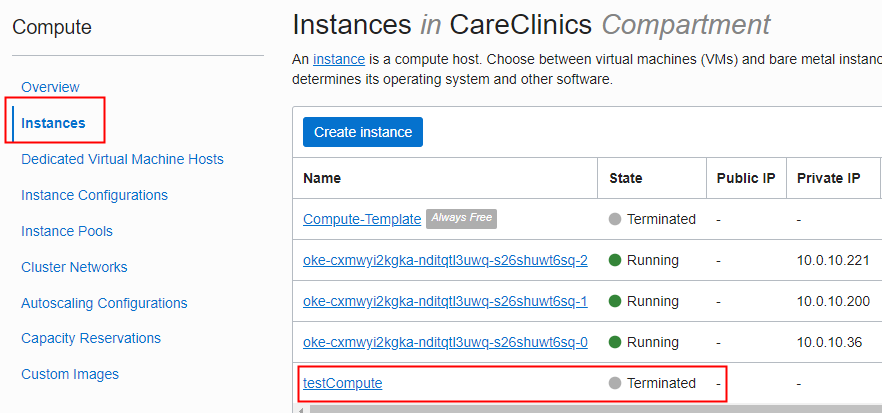 Compute
Overview
Instances
Dedicated Virtual Machine Hosts
Instance Configurations
Instance Pools
Cluster Networks
Autoscaling Configurations
Capacity Reservations
Custom Images
Instances in CareClinics Compartment
An instance is a compute host. Choose between virtual machines (VMs) and bare metal instanc
determines its operating system and other software.
Create instance
Name State Public IP Private IP
Compute-Template Always Free Terminated - -
oke-cxmwyi2kgka-nditqtl3uwq-s26shuwt6sq-2 Running - 10.0.10.221
oke-cxmwyi2kgka-nditqtl3uwq-s26shuwt6sq-1 Running - 10.0.10.200
oke-cxmwyi2kgka-nditqtl3uwq-s26shuwt6sq-0 Running - 10.0.10.36
testCompute Terminated - -